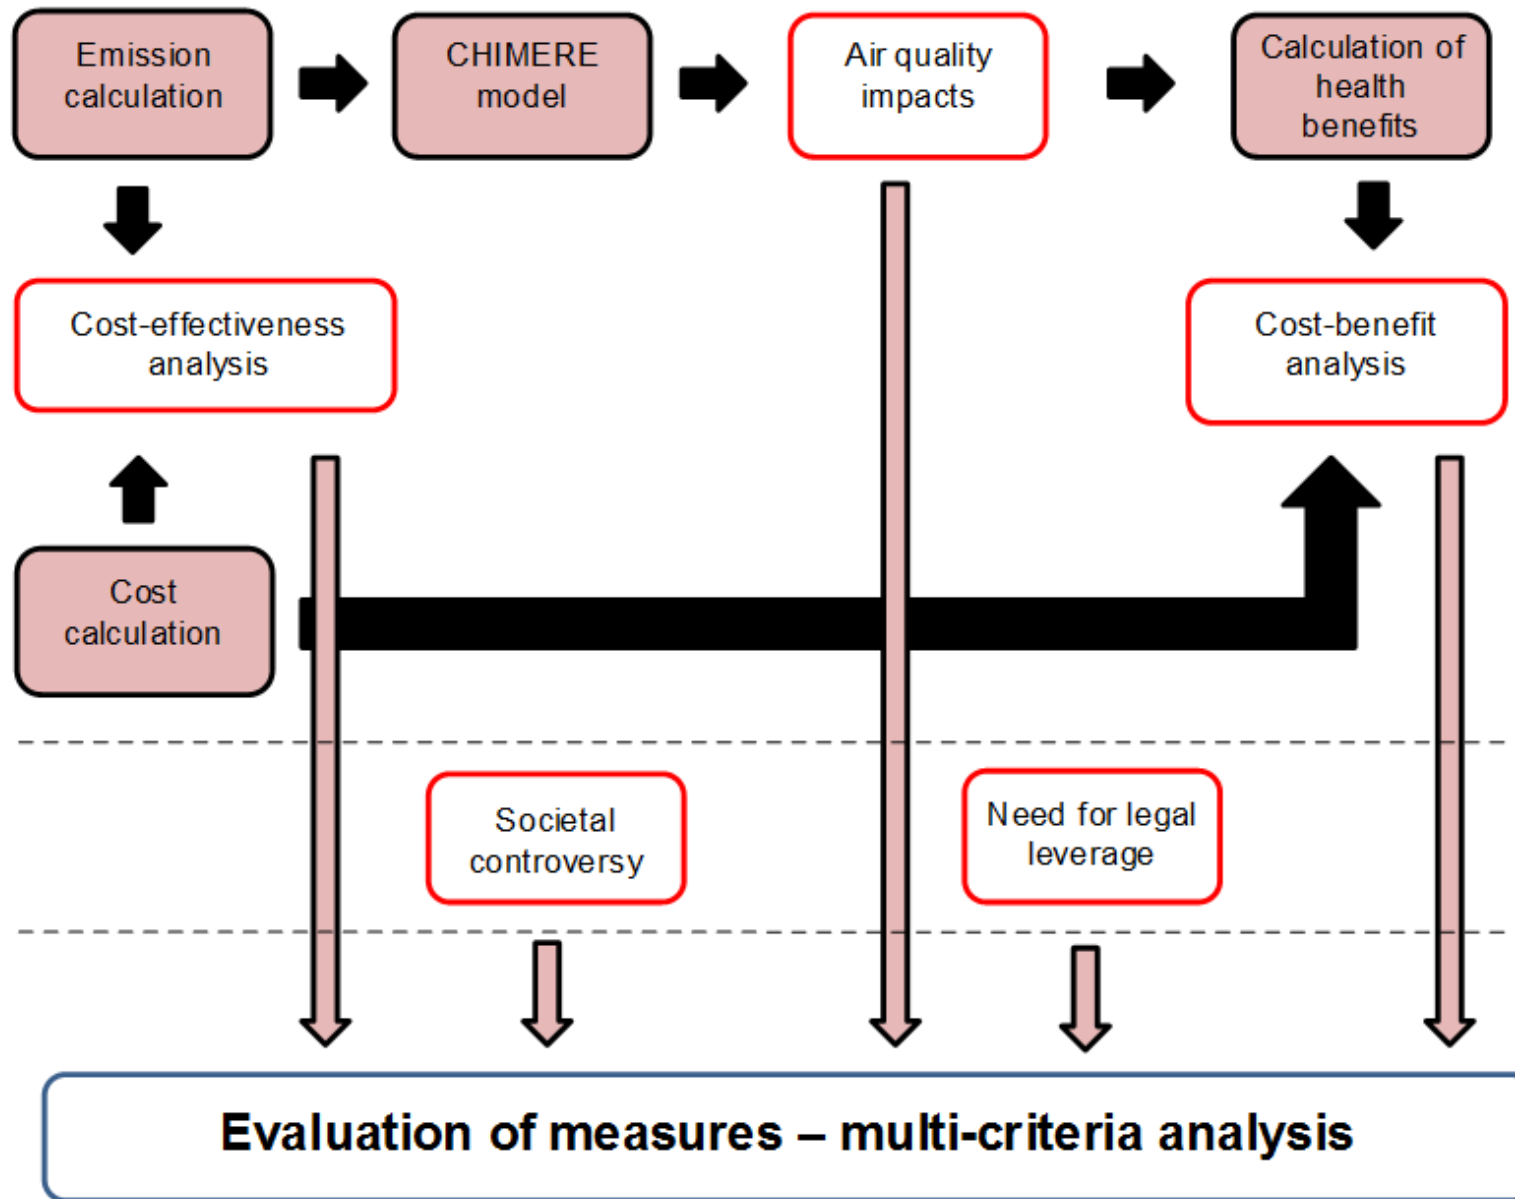 Emission
calculation
CHIMERE
model
Air quality
impacts
Calculation of
health
benefits
Cost-effectiveness
analysis
Cost-benefit
analysis
Cost
calculation
Societal
controversy
Need for legal
leverage
Evaluation of measures – multi-criteria analysis